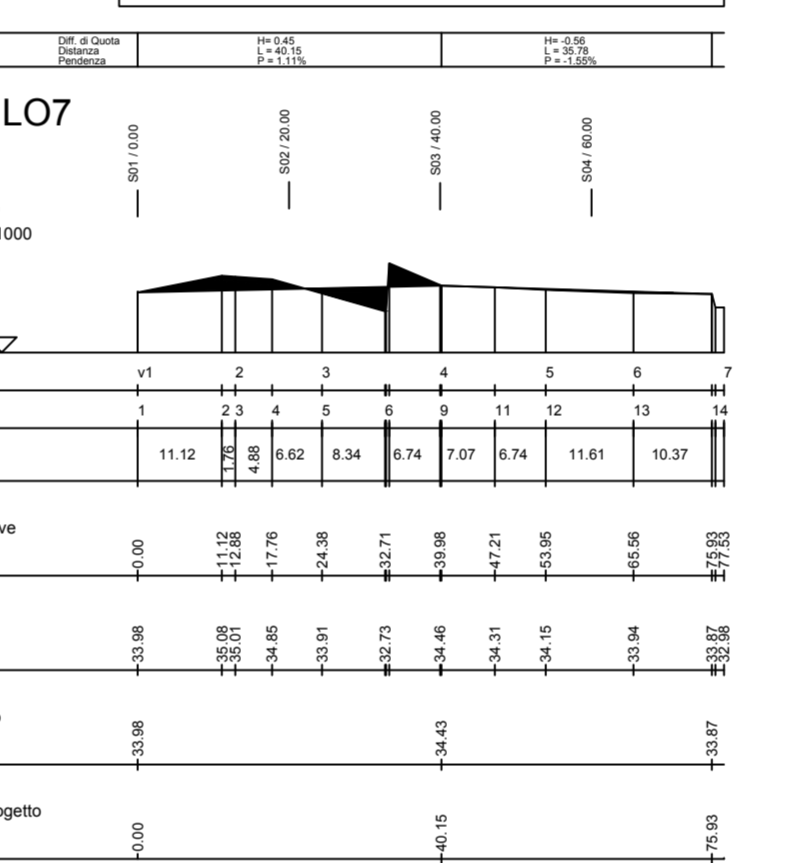 Diff. di Quota H= 0.45 H= -0.56
Distanza L = 40.15 L = 35.78
Pendenza P = 1.11% P = -1.55%
LO7
S01 / 0.00 S02 / 20.00 S03 / 40.00 S04 / 60.00
1000
v1 2 3 4 5 6 7
1 2 3 4 5 6 9 11 12 13 14
11.12 1.76 4.88 6.62 8.34 6.74 7.07 6.74 11.61 10.37
ve
0.00 11.12 12.88 17.76 24.38 32.71 39.98 47.21 53.95 65.56 75.93 77.53
33.98 35.08 35.01 34.85 33.91 32.73 34.46 34.31 34.15 33.94 33.87 32.98
33.98 34.43 33.87
ogetto
0.00 40.15 75.93